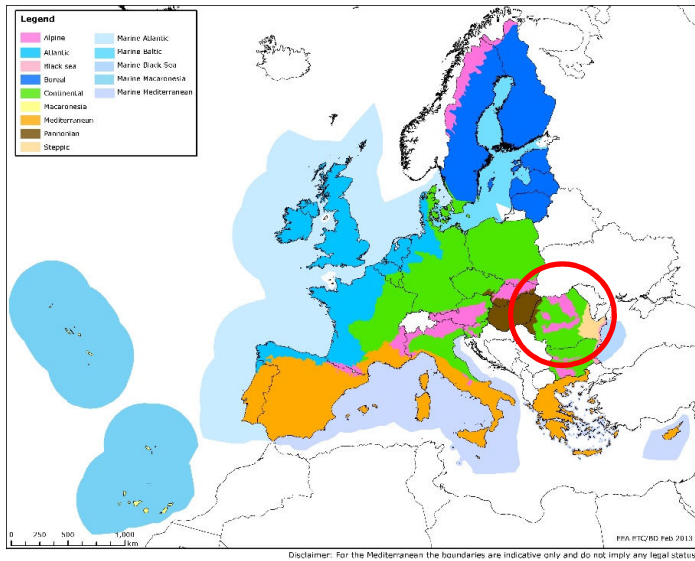 Legend
Alpine
Atlantic
Black sea
Boreal
Continental
Macaronesia
Mediterranean
Pannonian
Steppic
Marine Atlantic
Marine Baltic
Marine Black Sea
Marine Macaronesia
Marine Mediterranean
0 250 500 1,000
km
EEA ETC/BD Feb 2013
Disclaimer: For the Mediterranean the boundaries are indicative only and do not imply any legal status